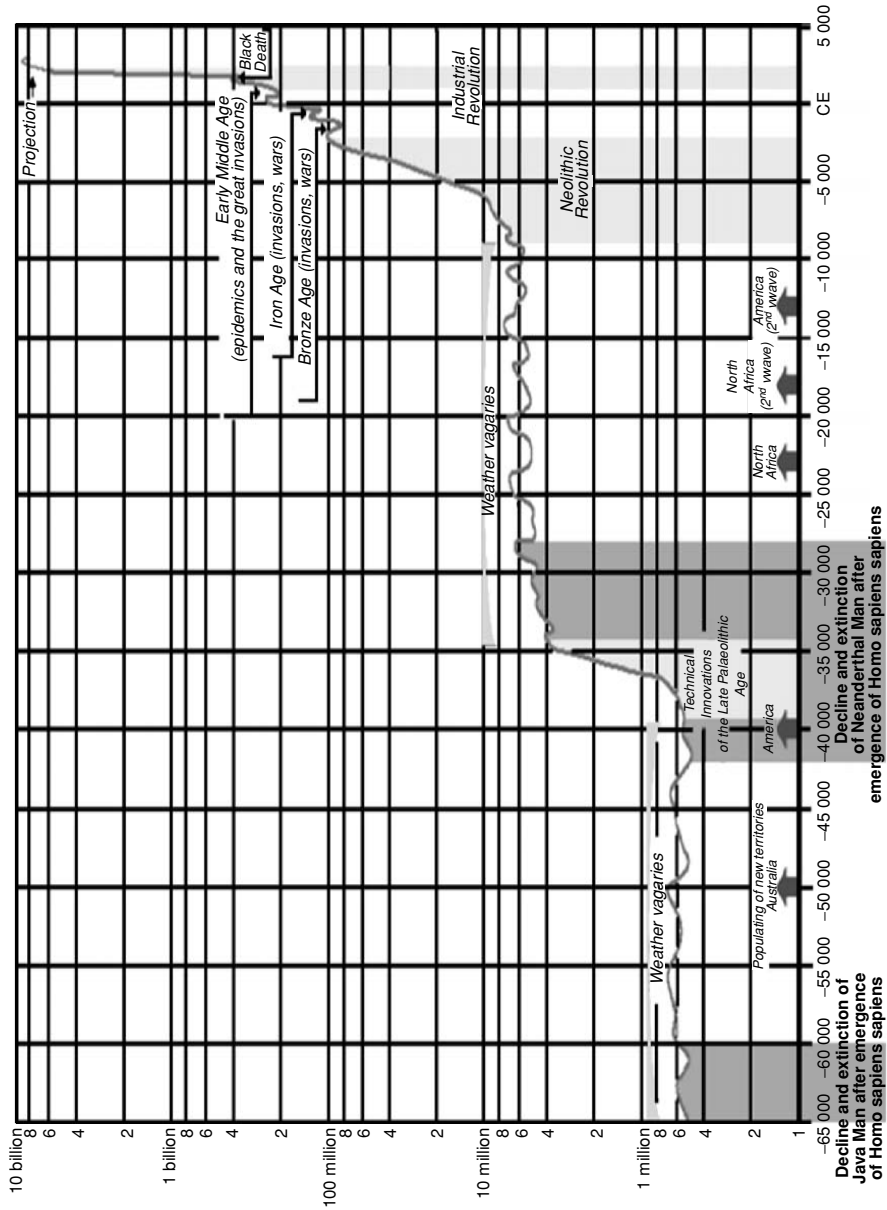 10 billion
8
6
4
2
1 billion
8
6
4
2
100 million
8
6
4
2
10 million
8
6
4
2
1 million
8
6
4
2
1
Projection
Black
Death
Early Middle Age
(epidemics and the great invasions)
Iron Age (invasions, wars)
Bronze Age (invasions, wars)
Industrial
Revolution
Neolithic
Revolution
Weather vagaries
Weather vagaries
Technical
Innovations
of the Late Palaeolithic
Age
Populating of new territories
Australia
America
North
Africa
North
Africa
(2nd vwave)
America
(2nd vwave)
–65 000
–60 000
–55 000
–50 000
–45 000
–40 000
–35 000
–30 000
–25 000
–20 000
–15 000
–10 000
–5 000
CE
5 000
Decline and extinction of
Java Man after emergence
of Homo sapiens sapiens
Decline and extinction
of Neanderthal Man after
emergence of Homo sapiens sapiens